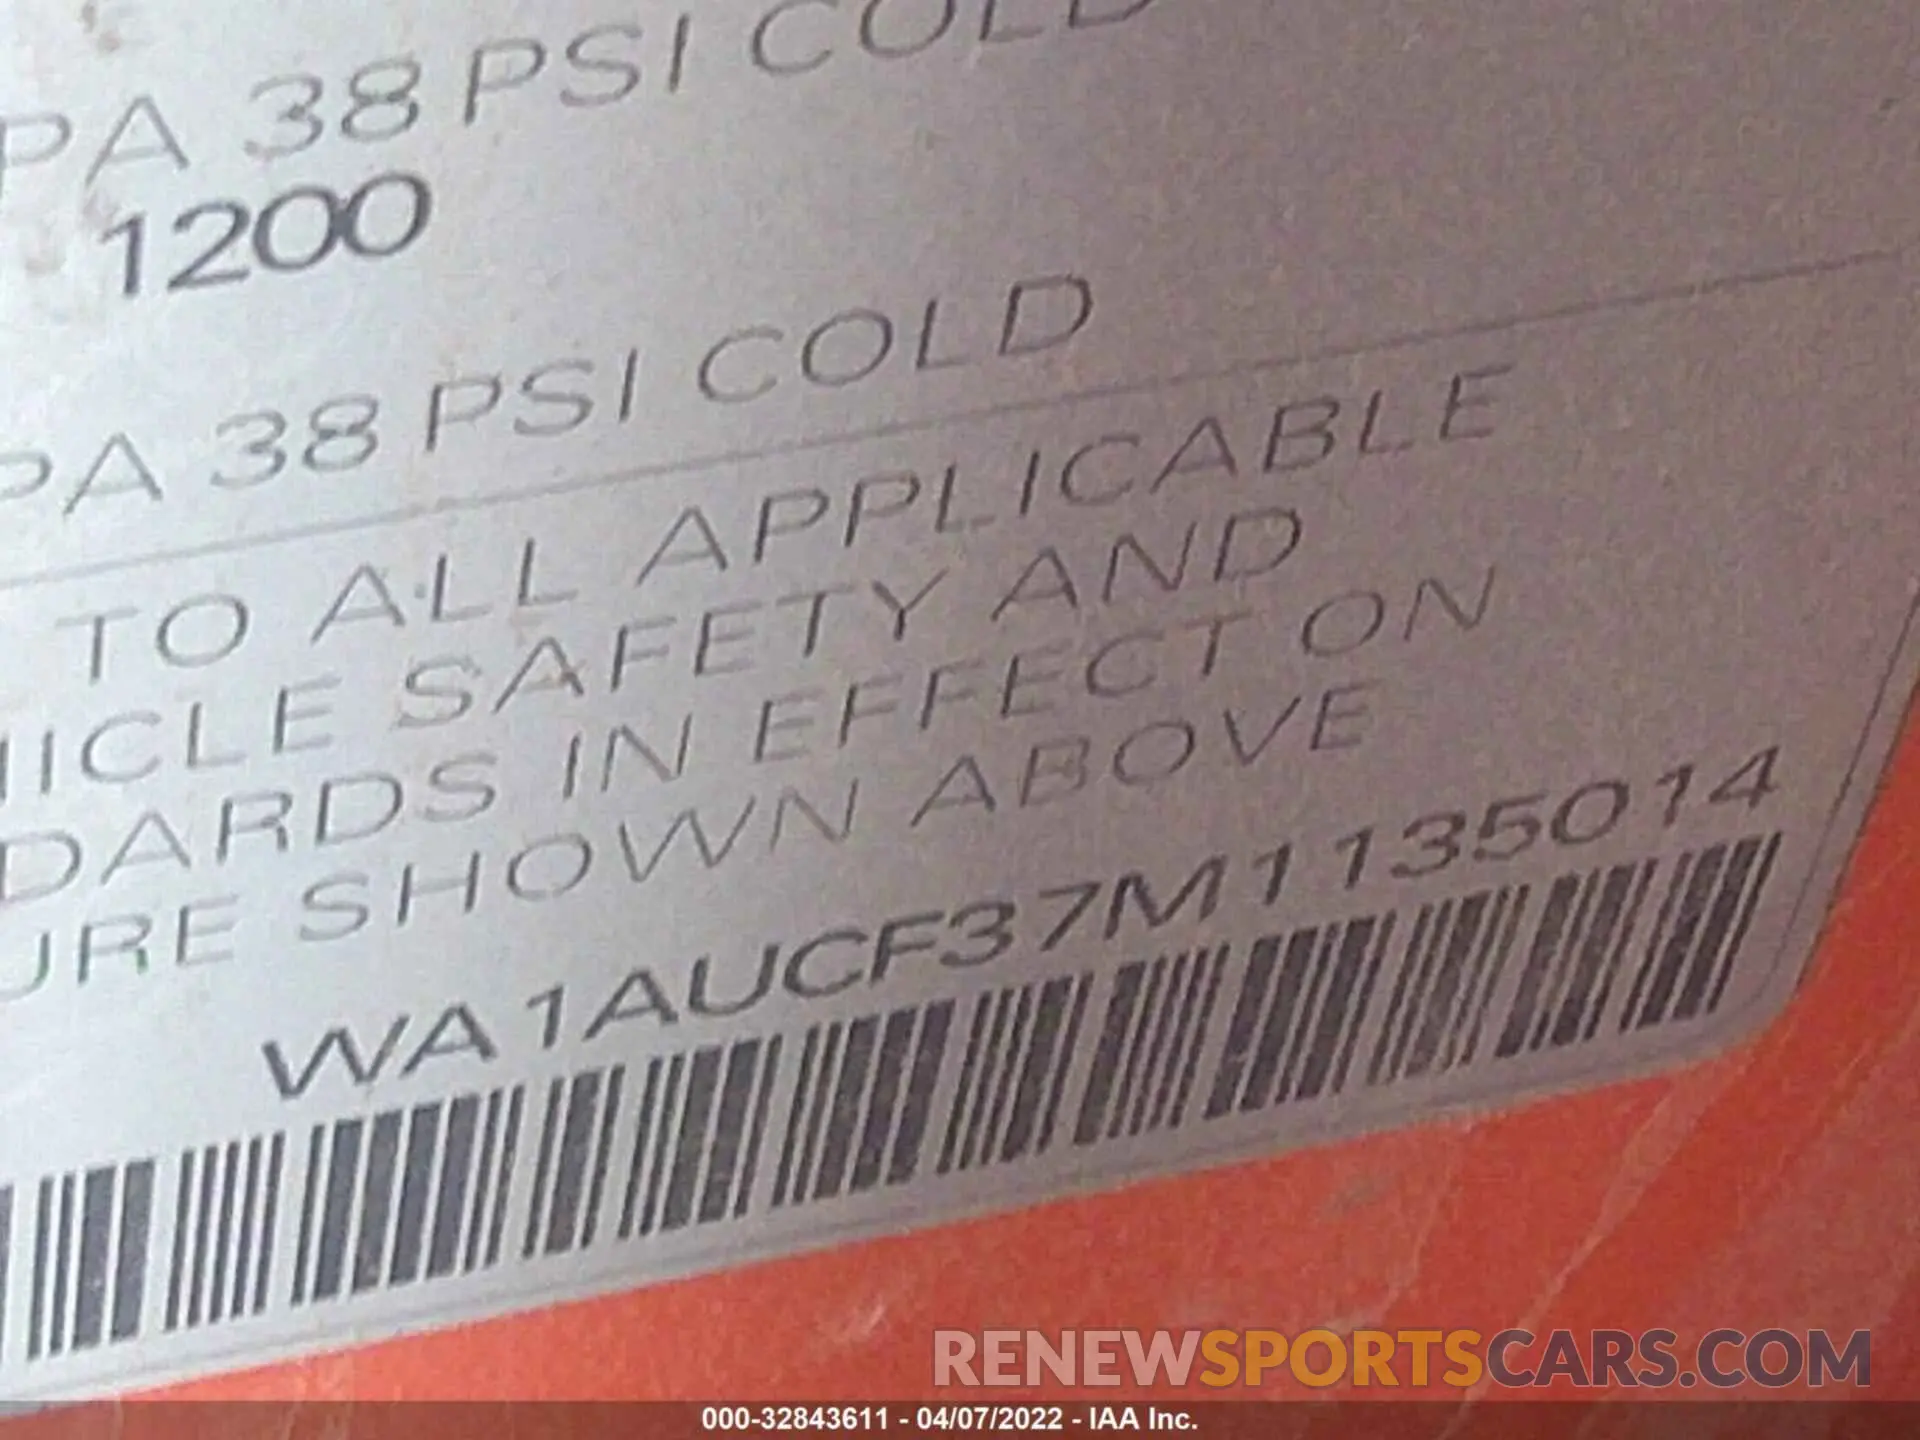 PA 38 PSI COLD
1200
PA 38 PSI COLD
TO ALL APPLICABLE
HICLE SAFETY AND
DARDS IN EFFECT ON
URE SHOWN ABOVE
WA1AUCF37M1135014
RENEWSPORTSCARS.COM
000-32843611 - 04/07/2022 - IAA Inc.